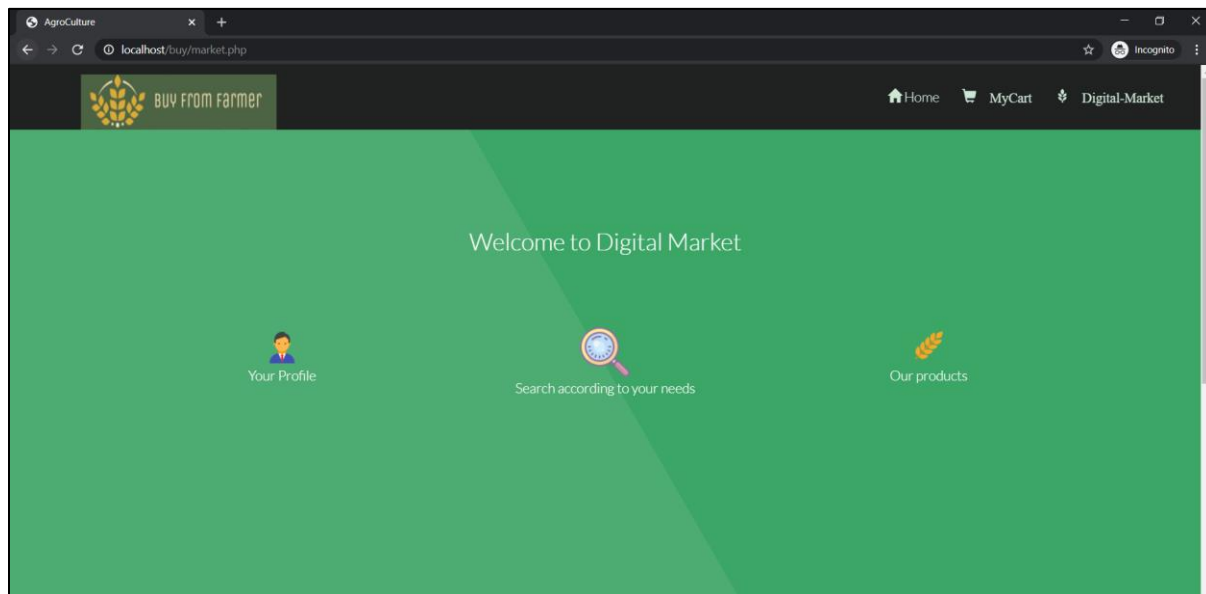 AgroCulture
localhost/buy/market.php
Incognito
BUY FROM FARMER
Home MyCart Digital-Market
Welcome to Digital Market
Your Profile
Search according to your needs
Our products